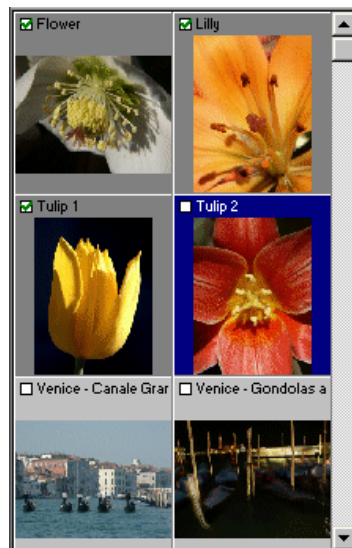 Flower
Lilly
Tulip 1
Tulip 2
Venice - Canale Grar
Venice - Gondolas a